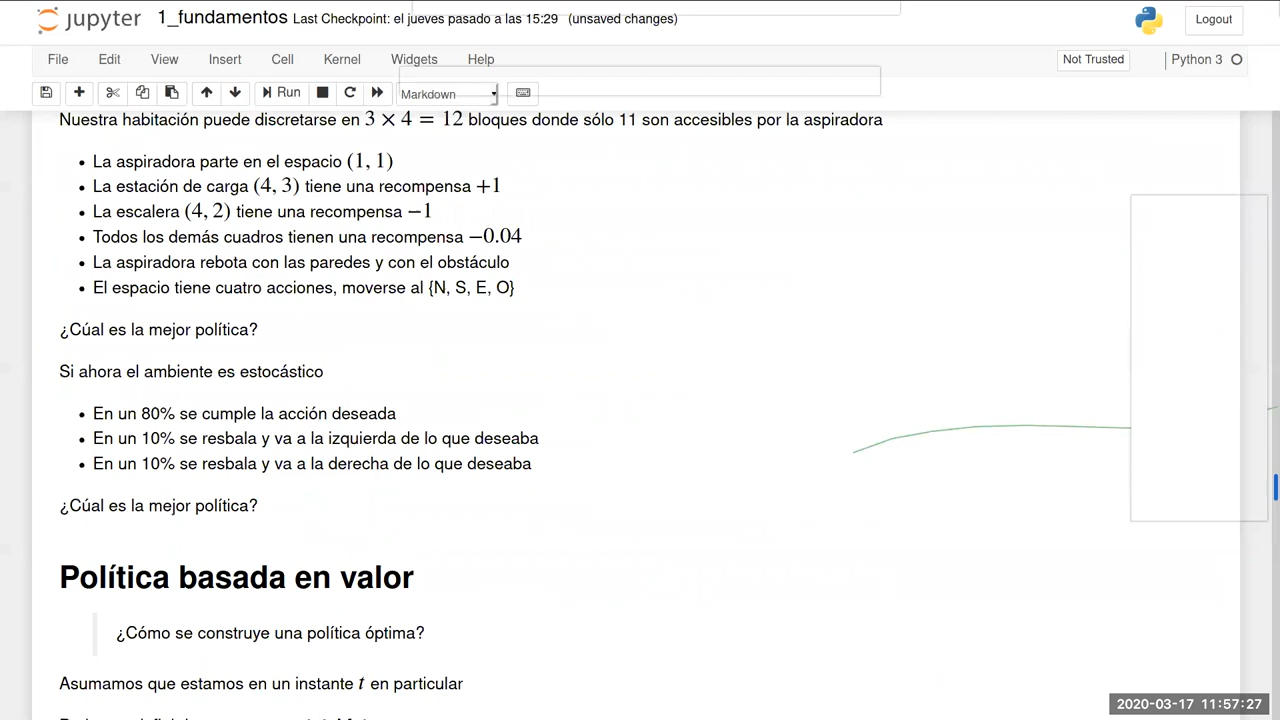 jupyter 1_fundamentos Last Checkpoint: el jueves pasado a las 15:29 (unsaved changes) Logout
File Edit View Insert Cell Kernel Widgets Help Not Trusted Python 3
Run Markdown
Nuestra habitación puede discretarse en 3 × 4 = 12 bloques donde sólo 11 son accesibles por la aspiradora
• La aspiradora parte en el espacio (1, 1)
• La estación de carga (4, 3) tiene una recompensa +1
• La escalera (4, 2) tiene una recompensa −1
• Todos los demás cuadros tienen una recompensa −0.04
• La aspiradora rebota con las paredes y con el obstáculo
• El espacio tiene cuatro acciones, moverse al {N, S, E, O}
¿Cúal es la mejor política?
Si ahora el ambiente es estocástico
• En un 80% se cumple la acción deseada
• En un 10% se resbala y va a la izquierda de lo que deseaba
• En un 10% se resbala y va a la derecha de lo que deseaba
¿Cúal es la mejor política?
Política basada en valor
¿Cómo se construye una política óptima?
Asumamos que estamos en un instante t en particular
2020-03-17 11:57:27